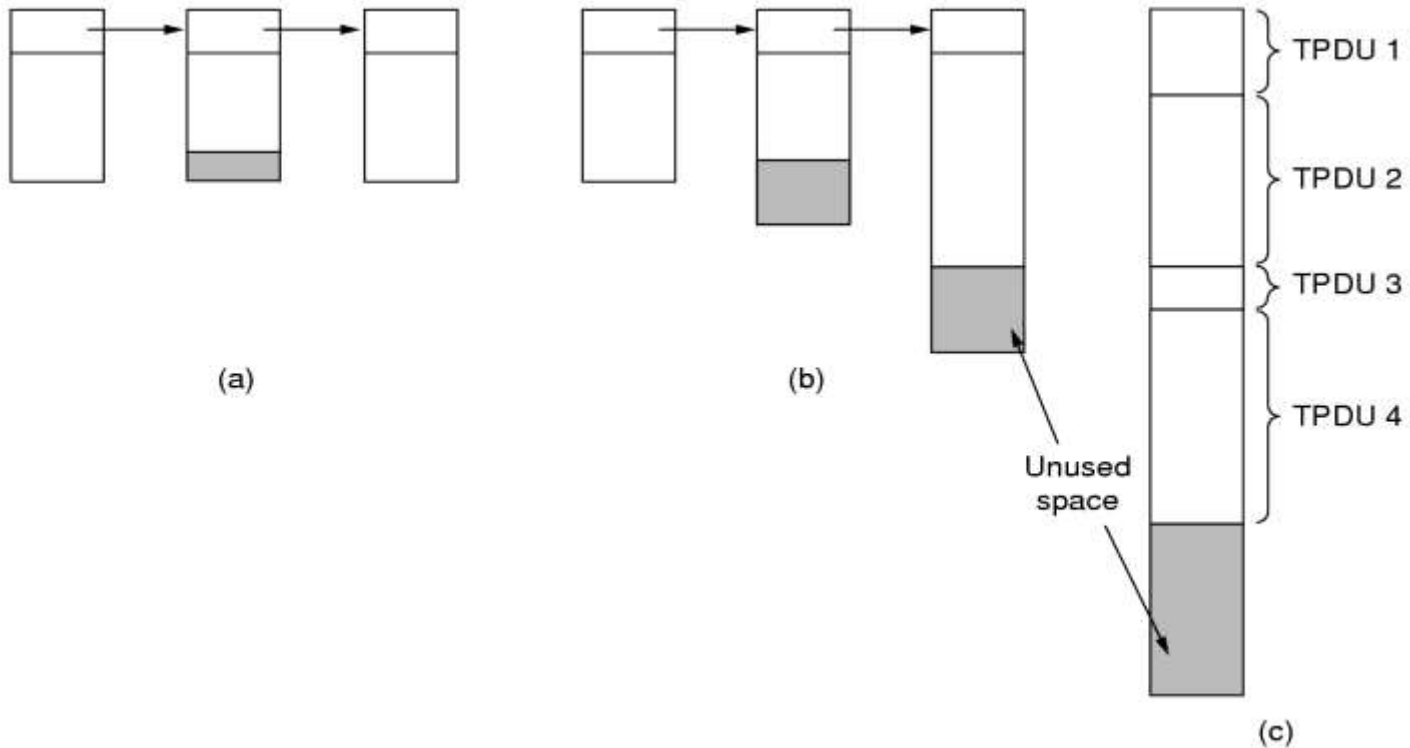 TPDU 1
TPDU 2
TPDU 3
(a)
(b)
TPDU 4
Unused
space
(c)